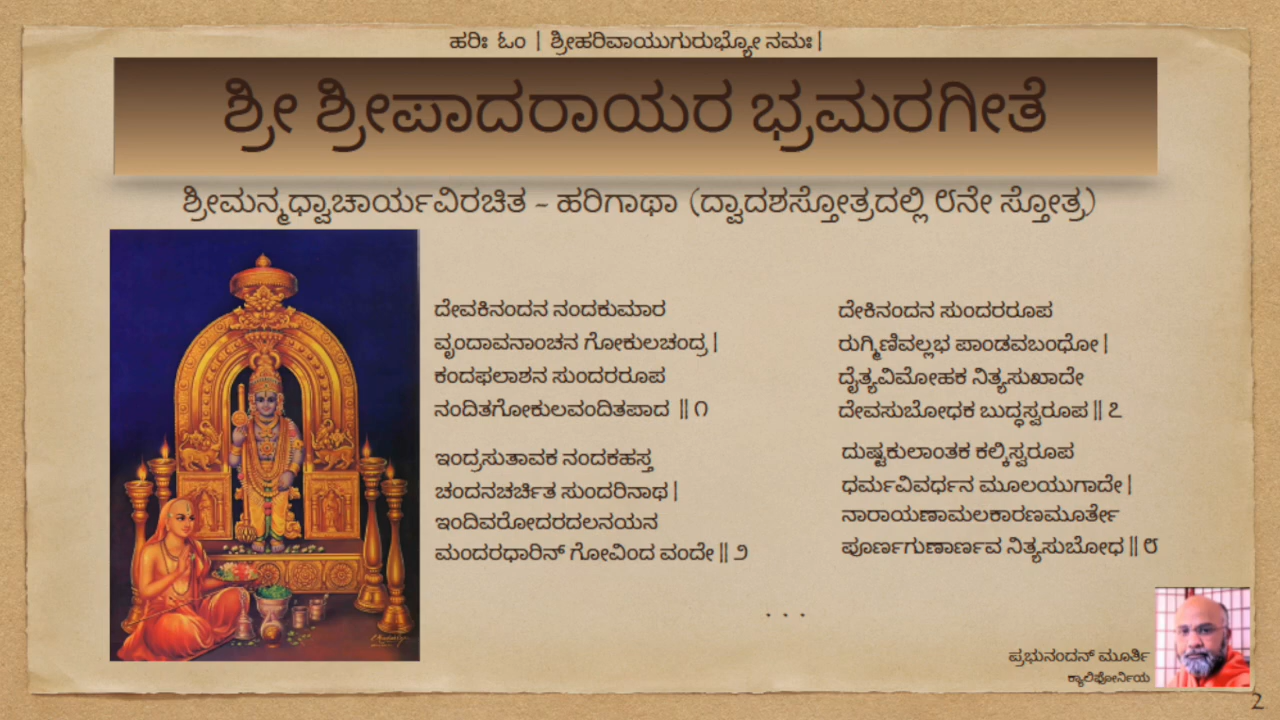 ಹರಿಃ ಓಂ | ಶ್ರೀಹರಿವಾಯುಗುರುಭ್ಯೋ ನಮಃ|
ಶ್ರೀ ಶ್ರೀಪಾದರಾಯರ ಭ್ರಮರಗೀತೆ
ಶ್ರೀಮನ್ಮಧ್ವಾಚಾರ್ಯವಿರಚಿತ - ಹರಿಗಾಥಾ (ದ್ವಾದಶಸ್ತೋತ್ರದಲ್ಲಿ ೮ನೇ ಸ್ತೋತ್ರ)
ದೇವಕಿನಂದನ ನಂದಕುಮಾರ
ವೃಂದಾವನಾಂಚನ ಗೋಕುಲಚಂದ್ರ |
ಕಂದಫಲಾಶನ ಸುಂದರರೂಪ
ನಂದಿತಗೋಕುಲವಂದಿತಪಾದ || ೧
ಇಂದ್ರಸುತಾವಕ ನಂದಕಹಸ್ತ
ಚಂದನಚರ್ಚಿತ ಸುಂದರಿನಾಥ |
ಇಂದಿವರೋದರದಲನಯನ
ಮಂದರಧಾರಿನ್ ಗೋವಿಂದ ವಂದೇ || ೨
ದೇಕಿನಂದನ ಸುಂದರರೂಪ
ರುಗ್ಮಿಣಿವಲ್ಲಭ ಪಾಂಡವಬಂಧೋ |
ದೈತ್ಯವಿಮೋಹಕ ನಿತ್ಯಸುಖಾದೇ
ದೇವಸುಬೋಧಕ ಬುದ್ಧಸ್ವರೂಪ || ೭
ದುಷ್ಟಕುಲಾಂತಕ ಕಲ್ಕಿಸ್ವರೂಪ
ಧರ್ಮವಿವರ್ಧನ ಮೂಲಯುಗಾದೇ |
ನಾರಾಯಣಾಮಲಕಾರಣಮೂರ್ತೇ
ಪೂರ್ಣಗುಣಾರ್ಣವ ನಿತ್ಯಸುಬೋಧ || ೮
. . .
ಪ್ರಭುನಂದನ್ ಮೂರ್ತಿ
ಕ್ಯಾಲಿಫೋರ್ನಿಯ
2